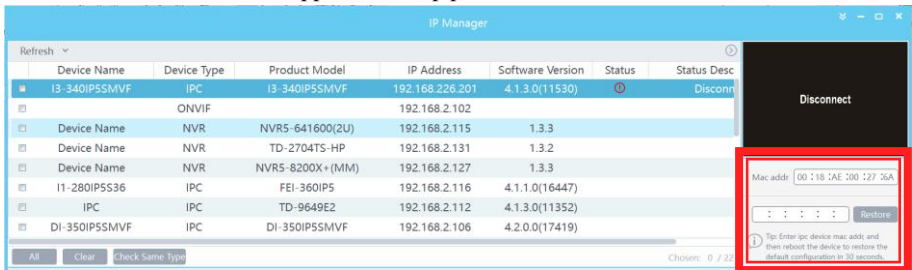 IP Manager
Refresh
Device Name Device Type Product Model IP Address Software Version Status Status Desc
I3-340IP5SMVF IPC I3-340IP5SMVF 192.168.226.201 4.1.3.0(11530) Disconn
ONVIF 192.168.2.102
Device Name NVR NVR5-641600(2U) 192.168.2.115 1.3.3
Device Name NVR TD-2704TS-HP 192.168.2.131 1.3.2
Device Name NVR NVR5-8200X+(MM) 192.168.2.127 1.3.3
I1-280IP5S36 IPC FEI-360IP5 192.168.2.116 4.1.1.0(16447)
IPC TD-9649E2 192.168.2.112 4.1.3.0(11352)
DI-350IP5SMVF IPC DI-350IP5SMVF 192.168.2.106 4.2.0.0(17419)
All Clear Check Same Type Chosen: 0 / 22
Disconnect
Mac addr 00 : 18 : AE : 00 : 27 : 6A
: : : : : Restore
Tip: Enter ipc device mac addr, and
then reboot the device to restore the
default configuration in 30 seconds.